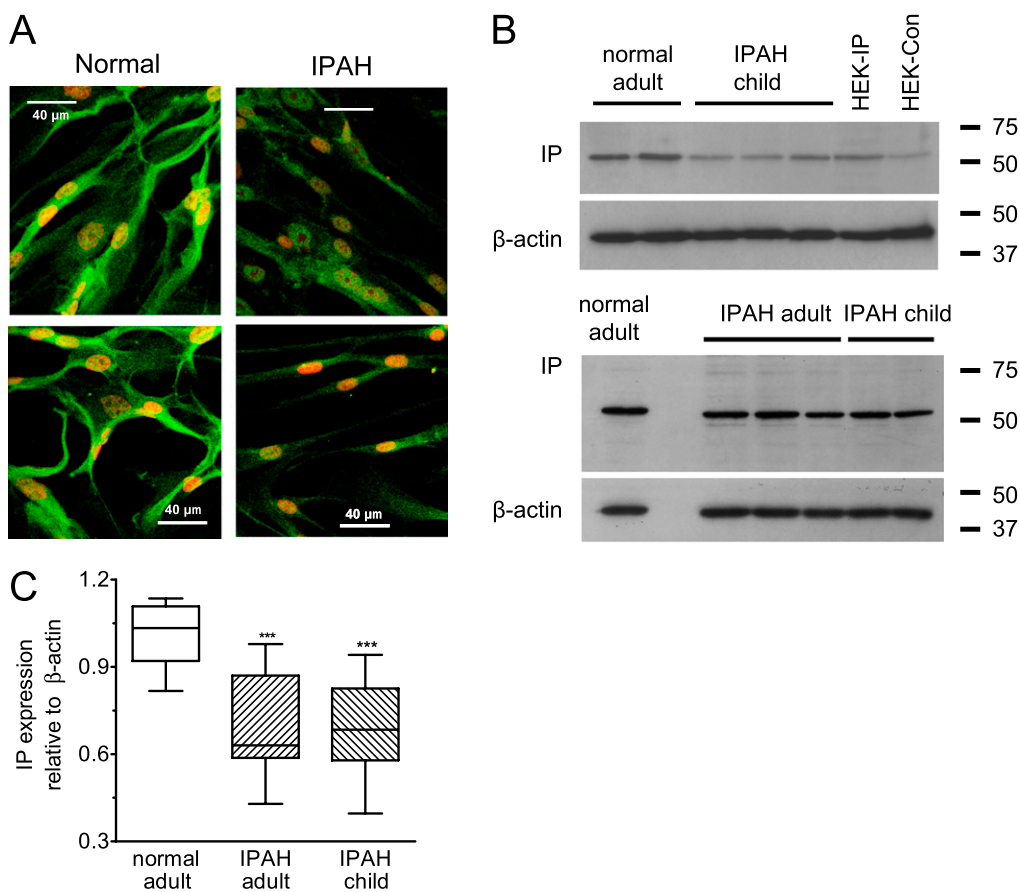 A
Normal
IPAH
40 µm
40 µm
40 µm
B
normal
adult
IPAH
child
HEK-IP
HEK-Con
IP
75
50
β-actin
50
37
normal
adult
IPAH adult
IPAH child
IP
75
50
β-actin
50
37
C
IP expression
relative to β-actin
1.2
0.9
0.6
0.3
***
***
normal
adult
IPAH
adult
IPAH
child